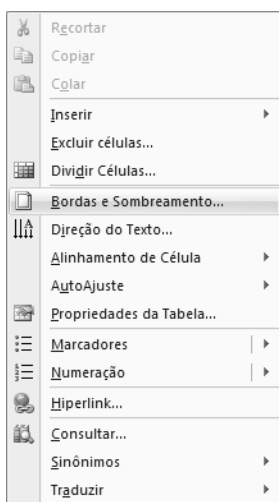 Recortar
Copiar
Colar
Inserir
Excluir células...
Dividir Células...
Bordas e Sombreamento...
Direção do Texto...
Alinhamento de Célula
AutoAjuste
Propriedades da Tabela...
Marcadores
Numeração
Hiperlink...
Consultar...
Sinônimos
Traduzir